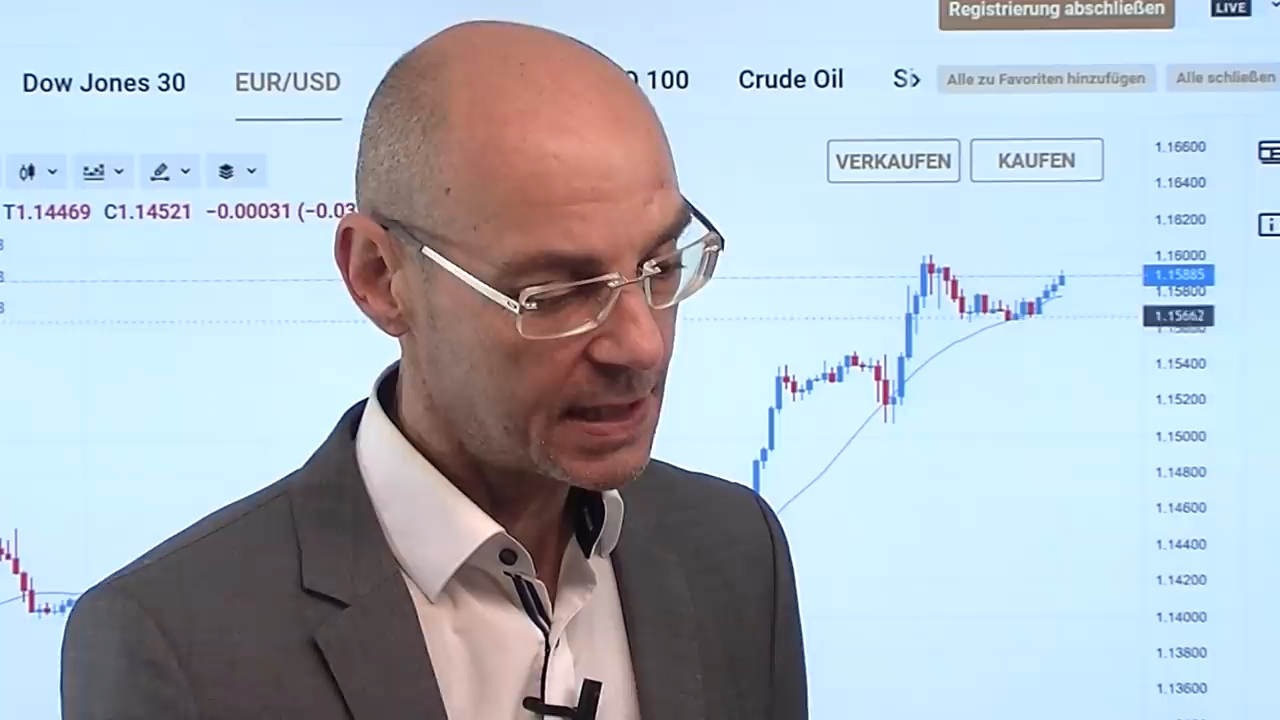 Registrierung abschließen
LIVE
Dow Jones 30 EUR/USD 100 Crude Oil
Alle zu Favoriten hinzufügen
Alle schließen
VERKAUFEN KAUFEN
T1.14469 C1.14521 −0.00031 (−0.03
1.16600
1.16400
1.16200
1.16000
1.15885
1.15800
1.15662
1.15400
1.15200
1.15000
1.14800
1.14600
1.14400
1.14200
1.14000
1.13800
1.13600